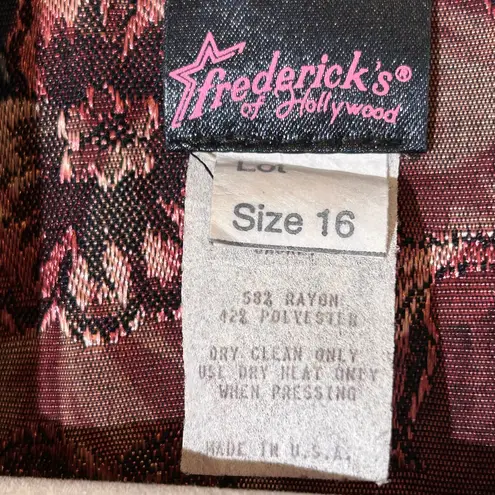 frederick's®
of Hollywood
Lot
Size 16
58% RAYON
42% POLYESTER
DRY CLEAN ONLY
USE DRY HEAT ONLY
WHEN PRESSING
MADE IN U.S.A.